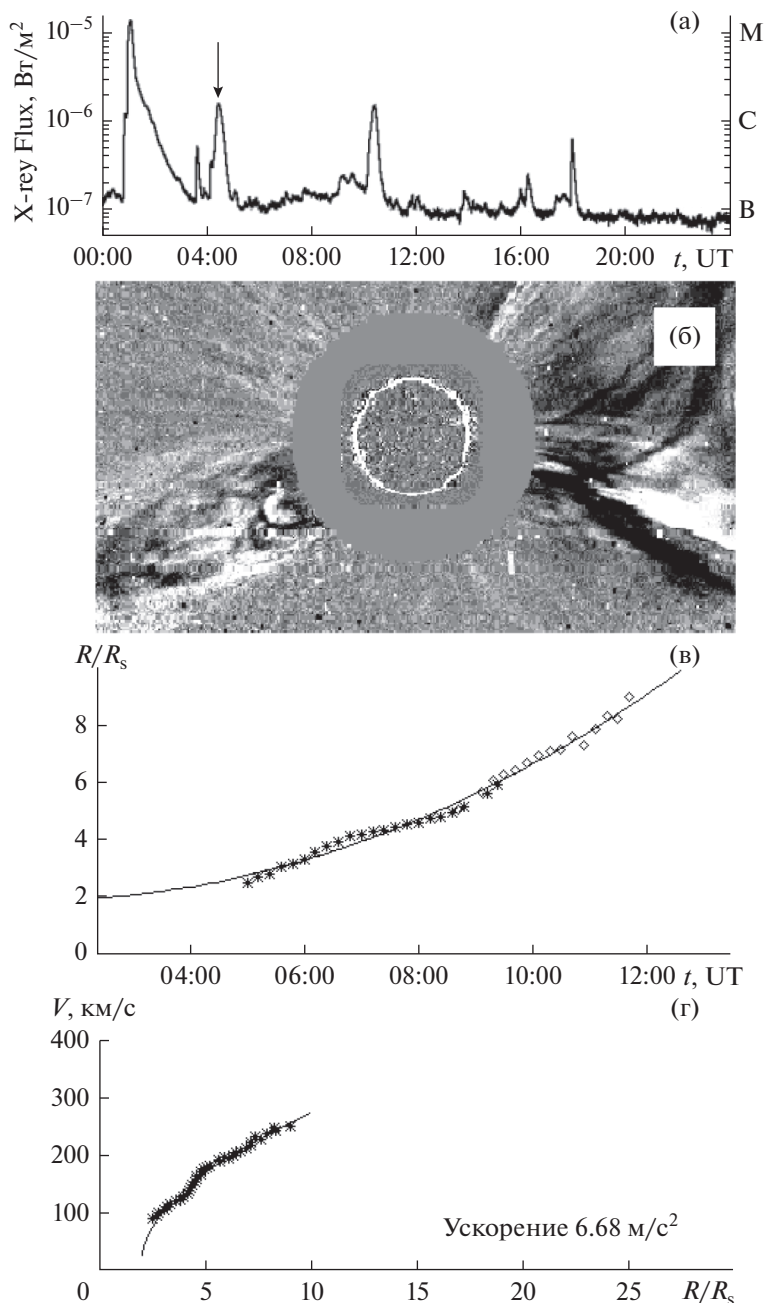 (а)
X-rey Flux, Вт/м²
10⁻⁵
10⁻⁶
10⁻⁷
M
C
B
00:00 04:00 08:00 12:00 16:00 20:00 t, UT
(б)
R/Rs
(в)
8
6
4
2
0
04:00 06:00 08:00 10:00 12:00 t, UT
V, км/с
(г)
400
300
200
100
Ускорение 6.68 м/с²
0 5 10 15 20 25 R/Rs